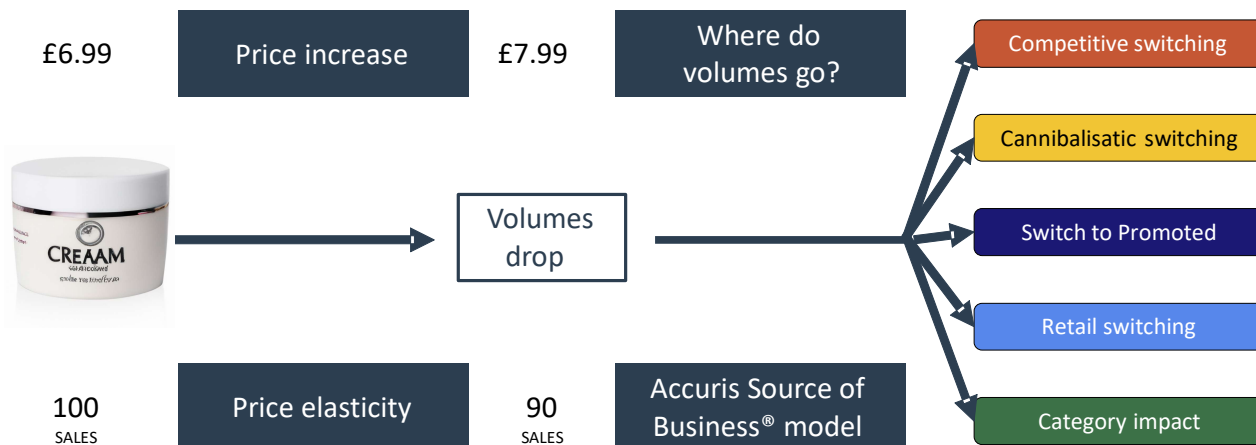 £6.99
Price increase
£7.99
Where do
volumes go?
Competitive switching
Cannibalisatic switching
Switch to Promoted
Retail switching
Category impact
CREAAM
Volumes
drop
100
SALES
Price elasticity
90
SALES
Accuris Source of
Business® model